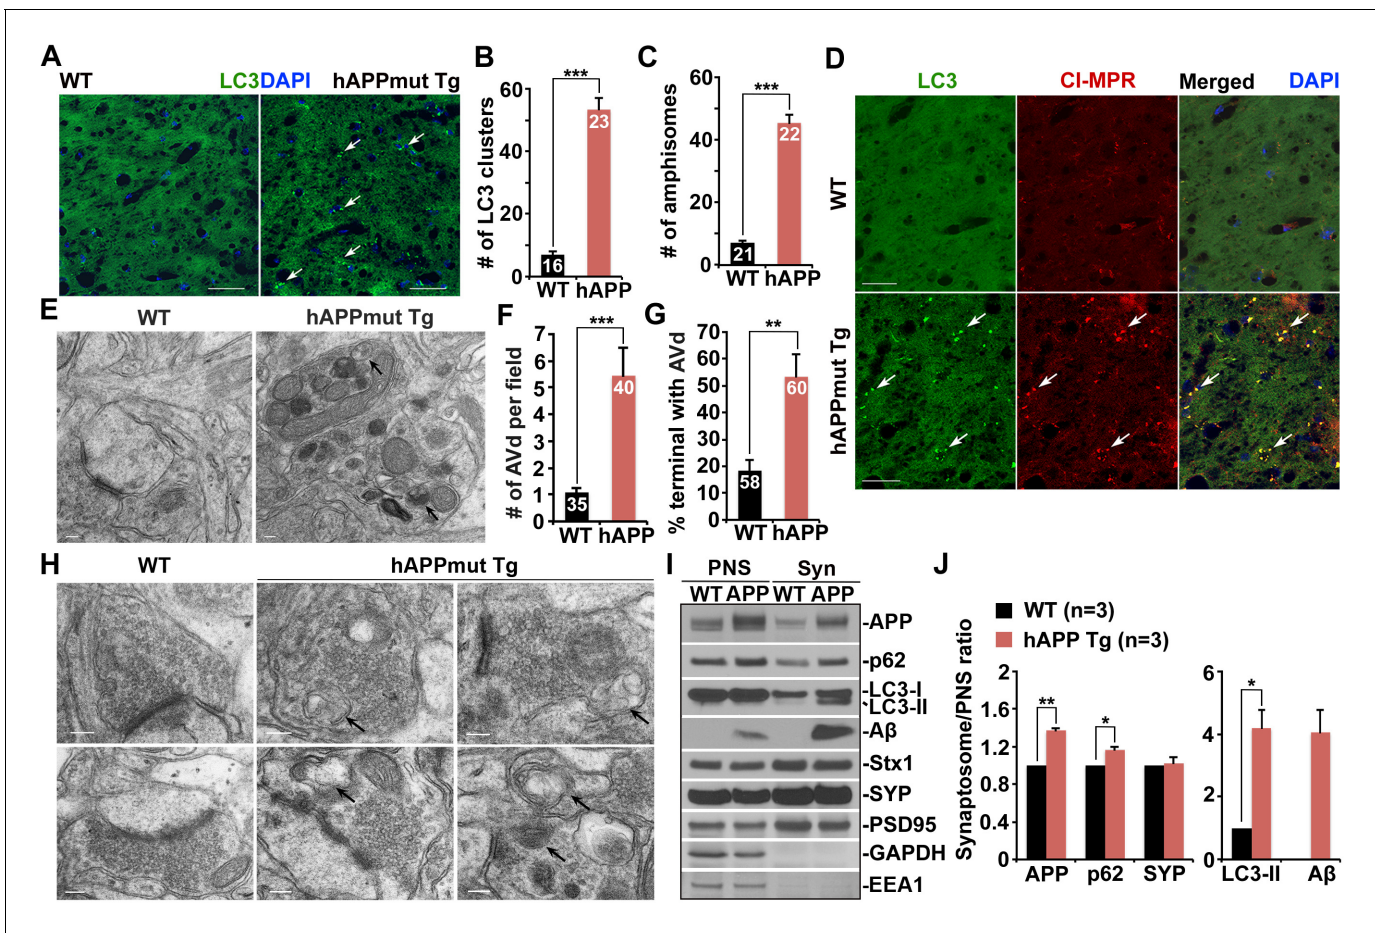 A
WT LC3DAPI hAPPmut Tg
B
***
# of LC3 clusters
60
40
20
0
16
23
WT hAPP
C
***
# of amphisomes
60
40
20
0
21
22
WT hAPP
D
LC3 CI-MPR Merged DAPI
WT
hAPPmut Tg
E
WT hAPPmut Tg
F
***
# of AVd per field
7
6
5
4
3
2
1
0
35
40
WT hAPP
G
**
% terminal with AVd
70
60
50
40
30
20
10
0
58
60
WT hAPP
H
WT hAPPmut Tg
I
PNS Syn
WT APP WT APP
-APP
-p62
-LC3-I
`LC3-II
-Aβ
-Stx1
-SYP
-PSD95
-GAPDH
-EEA1
J
WT (n=3)
hAPP Tg (n=3)
Synaptosome/PNS ratio
2
1.6
1.2
0.8
0.4
0
**
*
APP p62 SYP
6
4
2
0
*
LC3-II Aβ